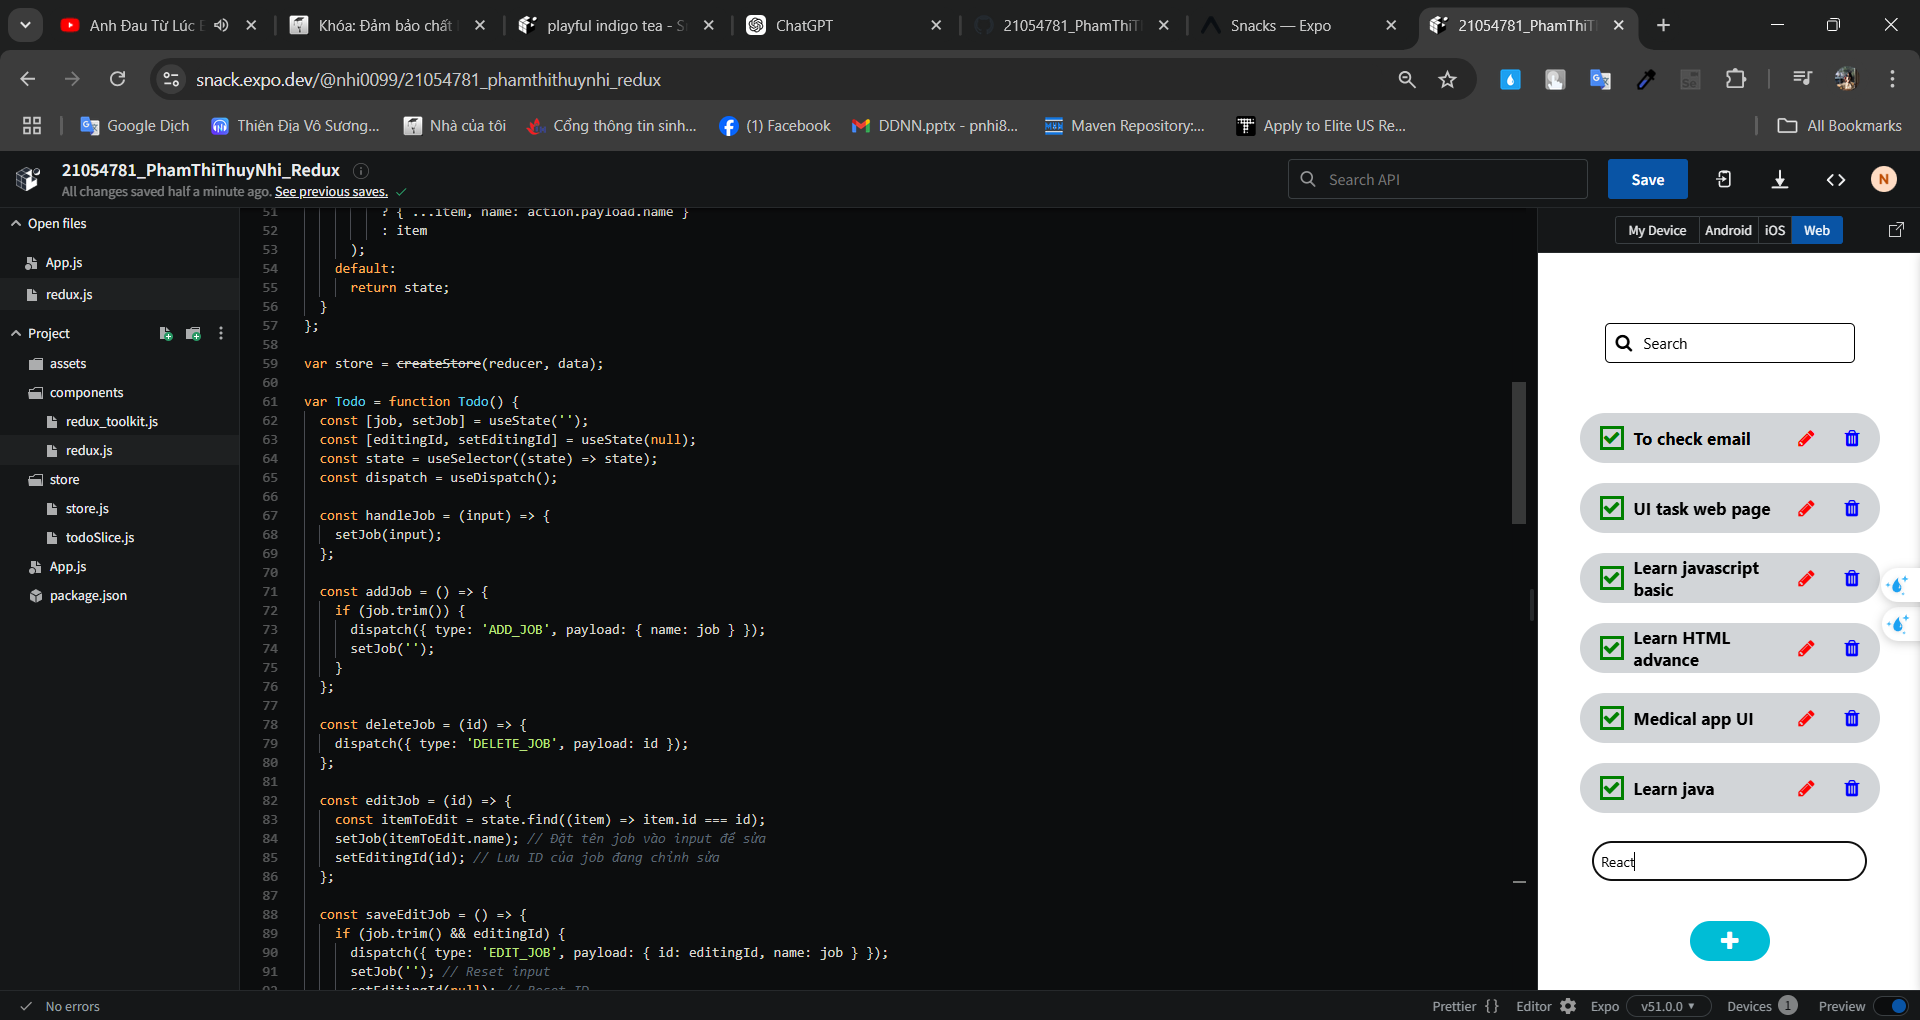 Anh Đau Từ Lúc E
Khóa: Đảm bảo chất l
playful indigo tea - Sn
ChatGPT
21054781_PhamThiTh
Snacks — Expo
21054781_PhamThiTh
snack.expo.dev/@nhi0099/21054781_phamthithuynhi_redux
Google Dịch
Thiên Địa Vô Sương...
Nhà của tôi
Cổng thông tin sinh...
(1) Facebook
DDNN.pptx - pnhi8...
Maven Repository:...
Apply to Elite US Re...
All Bookmarks
21054781_PhamThiThuyNhi_Redux
All changes saved half a minute ago. See previous saves.
Search API
Save
N
Open files
App.js
redux.js
Project
assets
components
redux_toolkit.js
redux.js
store
store.js
todoSlice.js
App.js
package.json
51 ? { ...item, name: action.payload.name }
52 : item
53 );
54 default:
55 return state;
56 }
57 };
58
59 var store = createStore(reducer, data);
60
61 var Todo = function Todo() {
62 const [job, setJob] = useState('');
63 const [editingId, setEditingId] = useState(null);
64 const state = useSelector((state) => state);
65 const dispatch = useDispatch();
66
67 const handleJob = (input) => {
68 setJob(input);
69 };
70
71 const addJob = () => {
72 if (job.trim()) {
73 dispatch({ type: 'ADD_JOB', payload: { name: job } });
74 setJob('');
75 }
76 };
77
78 const deleteJob = (id) => {
79 dispatch({ type: 'DELETE_JOB', payload: id });
80 };
81
82 const editJob = (id) => {
83 const itemToEdit = state.find((item) => item.id === id);
84 setJob(itemToEdit.name); // Đặt tên job vào input để sửa
85 setEditingId(id); // Lưu ID của job đang chỉnh sửa
86 };
87
88 const saveEditJob = () => {
89 if (job.trim() && editingId) {
90 dispatch({ type: 'EDIT_JOB', payload: { id: editingId, name: job } });
91 setJob(''); // Reset input
92 setEditingId(null); // Reset ID
My Device
Android
iOS
Web
Search
To check email
UI task web page
Learn javascript
basic
Learn HTML
advance
Medical app UI
Learn java
React
No errors
Prettier {}
Editor
Expo
v51.0.0
Devices 1
Preview